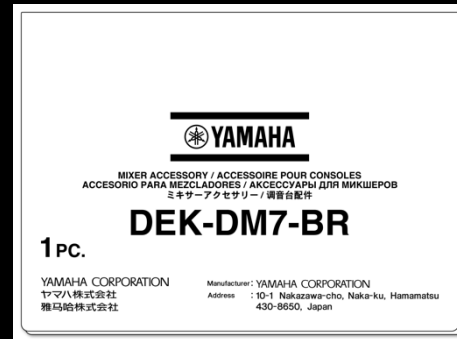 YAMAHA
MIXER ACCESSORY / ACCESSOIRE POUR CONSOLES
ACCESORIO PARA MEZCLADORES / АКСЕССУАРЫ ДЛЯ МИКШЕРОВ
ミキサーアクセサリー / 调音台配件
DEK-DM7-BR
1 PC.
YAMAHA CORPORATION
ヤマハ株式会社
雅马哈株式会社
Manufacturer : YAMAHA CORPORATION
Address : 10-1 Nakazawa-cho, Naka-ku, Hamamatsu
430-8650, Japan